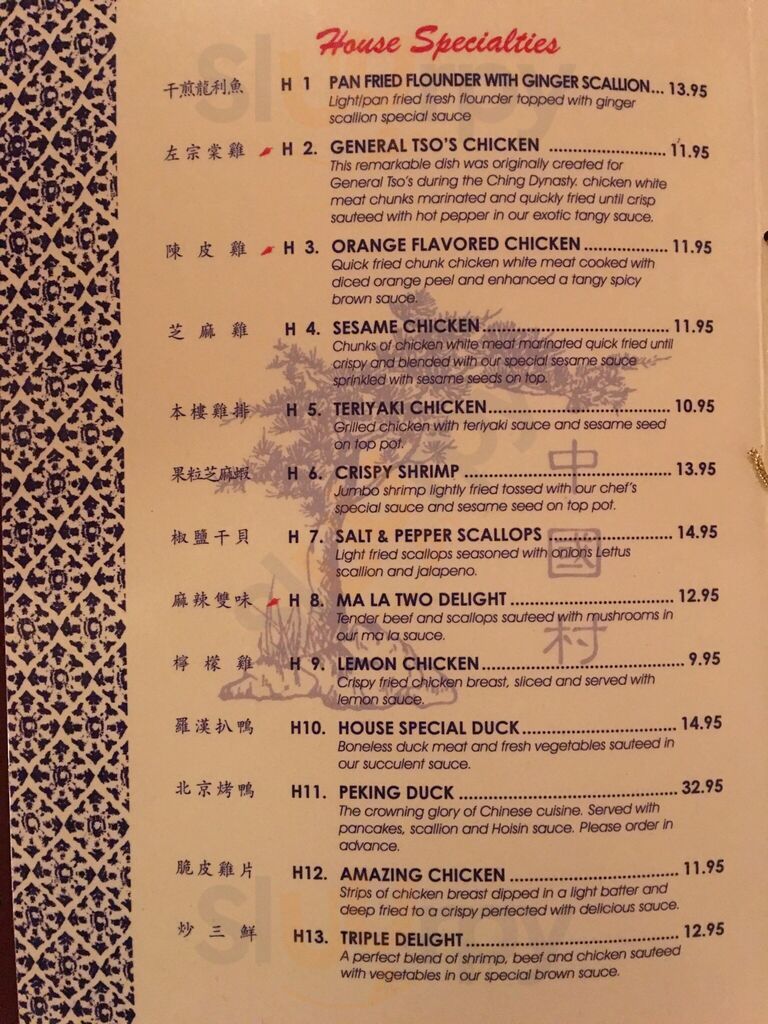 House Specialties
干煎龍利魚 H 1 PAN FRIED FLOUNDER WITH GINGER SCALLION... 13.95
Light/pan fried fresh flounder topped with ginger
scallion special sauce
左宗棠雞 H 2. GENERAL TSO'S CHICKEN ........................ 11.95
This remarkable dish was originally created for
General Tso's during the Ching Dynasty. chicken white
meat chunks marinated and quickly fried until crisp
sauteed with hot pepper in our exotic tangy sauce.
陳皮雞 H 3. ORANGE FLAVORED CHICKEN ................. 11.95
Quick fried chunk chicken white meat cooked with
diced orange peel and enhanced a tangy spicy
brown sauce.
芝麻雞 H 4. SESAME CHICKEN ...................................... 11.95
Chunks of chicken white meat marinated quick fried until
crispy and blended with our special sesame sauce
sprinkled with sesame seeds on top.
本樓雞排 H 5. TERIYAKI CHICKEN ..................................... 10.95
Grilled chicken with teriyaki sauce and sesame seed
on top pot.
果粒芝麻蝦 H 6. CRISPY SHRIMP .......................................... 13.95
Jumbo shrimp lightly fried tossed with our chef's
special sauce and sesame seed on top pot.
椒鹽干貝 H 7. SALT & PEPPER SCALLOPS ......................... 14.95
Light fried scallops seasoned with onions Lettus
scallion and jalapeno.
麻辣雙味 H 8. MA LA TWO DELIGHT ................................. 12.95
Tender beef and scallops sauteed with mushrooms in
our ma la sauce.
檸檬雞 H 9. LEMON CHICKEN ......................................... 9.95
Crispy fried chicken breast, sliced and served with
lemon sauce.
羅漢扒鴨 H10. HOUSE SPECIAL DUCK ............................... 14.95
Boneless duck meat and fresh vegetables sauteed in
our succulent sauce.
北京烤鴨 H11. PEKING DUCK ............................................ 32.95
The crowning glory of Chinese cuisine. Served with
pancakes, scallion and Hoisin sauce. Please order in
advance.
脆皮雞片 H12. AMAZING CHICKEN ................................... 11.95
Strips of chicken breast dipped in a light batter and
deep fried to a crispy perfected with delicious sauce.
炒三鮮 H13. TRIPLE DELIGHT ........................................... 12.95
A perfect blend of shrimp, beef and chicken sauteed
with vegetables in our special brown sauce.
中國村
Slurrpy
Slurrpy